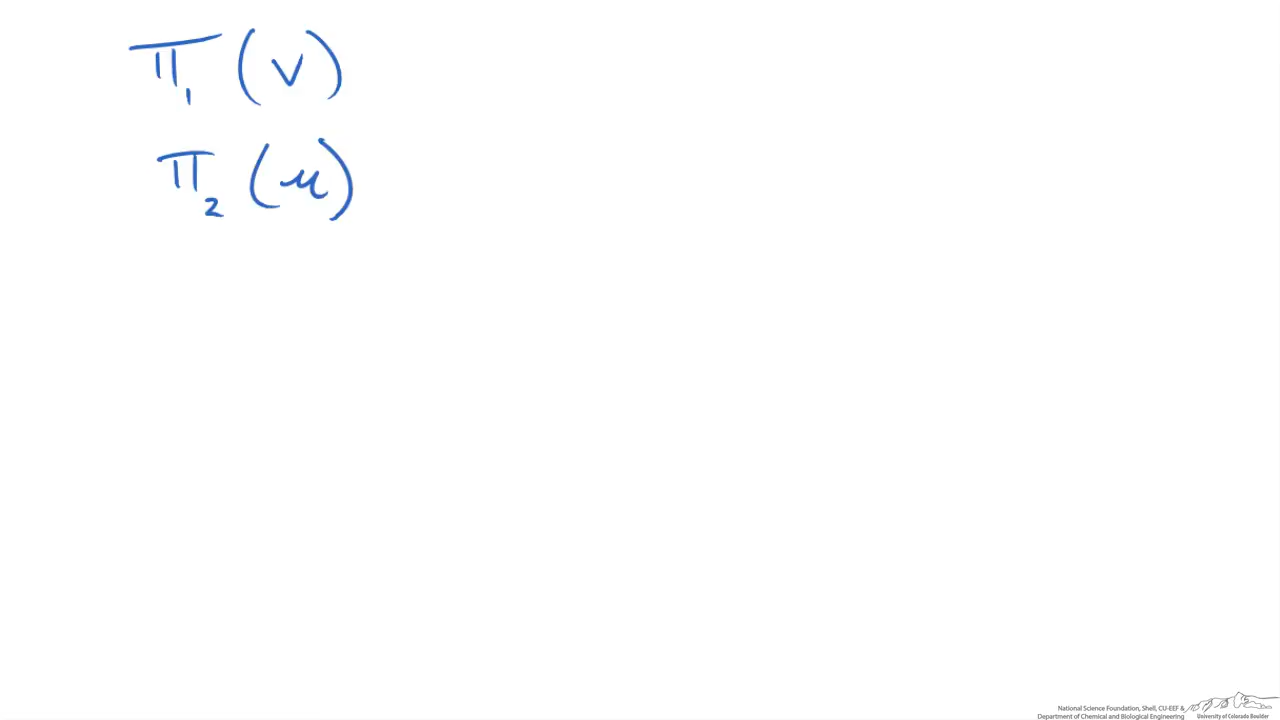 π₁ (v)
π₂ (μ)
National Science Foundation, Shell, CU-EEF &
Department of Chemical and Biological Engineering
University of Colorado Boulder